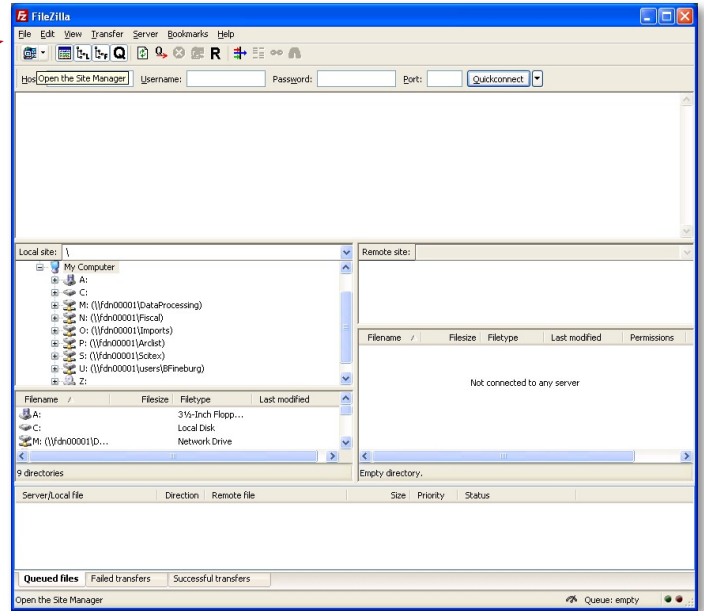 FileZilla
File Edit View Transfer Server Bookmarks Help
Q R
Hos Open the Site Manager Username: Password: Port: Quickconnect
Local site: \ Remote site:
My Computer
A:
C:
M: (\\fdn00001\DataProcessing)
N: (\\fdn00001\Fiscal)
O: (\\fdn00001\Imports)
P: (\\fdn00001\Arclist)
S: (\\fdn00001\Scitex)
U: (\\fdn00001\users\BFineburg)
Z:
Filename / Filesize Filetype Last modified Permissions
Not connected to any server
Filename / Filesize Filetype Last modified
A: 3½-Inch Flopp...
C: Local Disk
M: (\\fdn00001\D... Network Drive
9 directories Empty directory.
Server/Local file Direction Remote file Size Priority Status
Queued files Failed transfers Successful transfers
Open the Site Manager Queue: empty